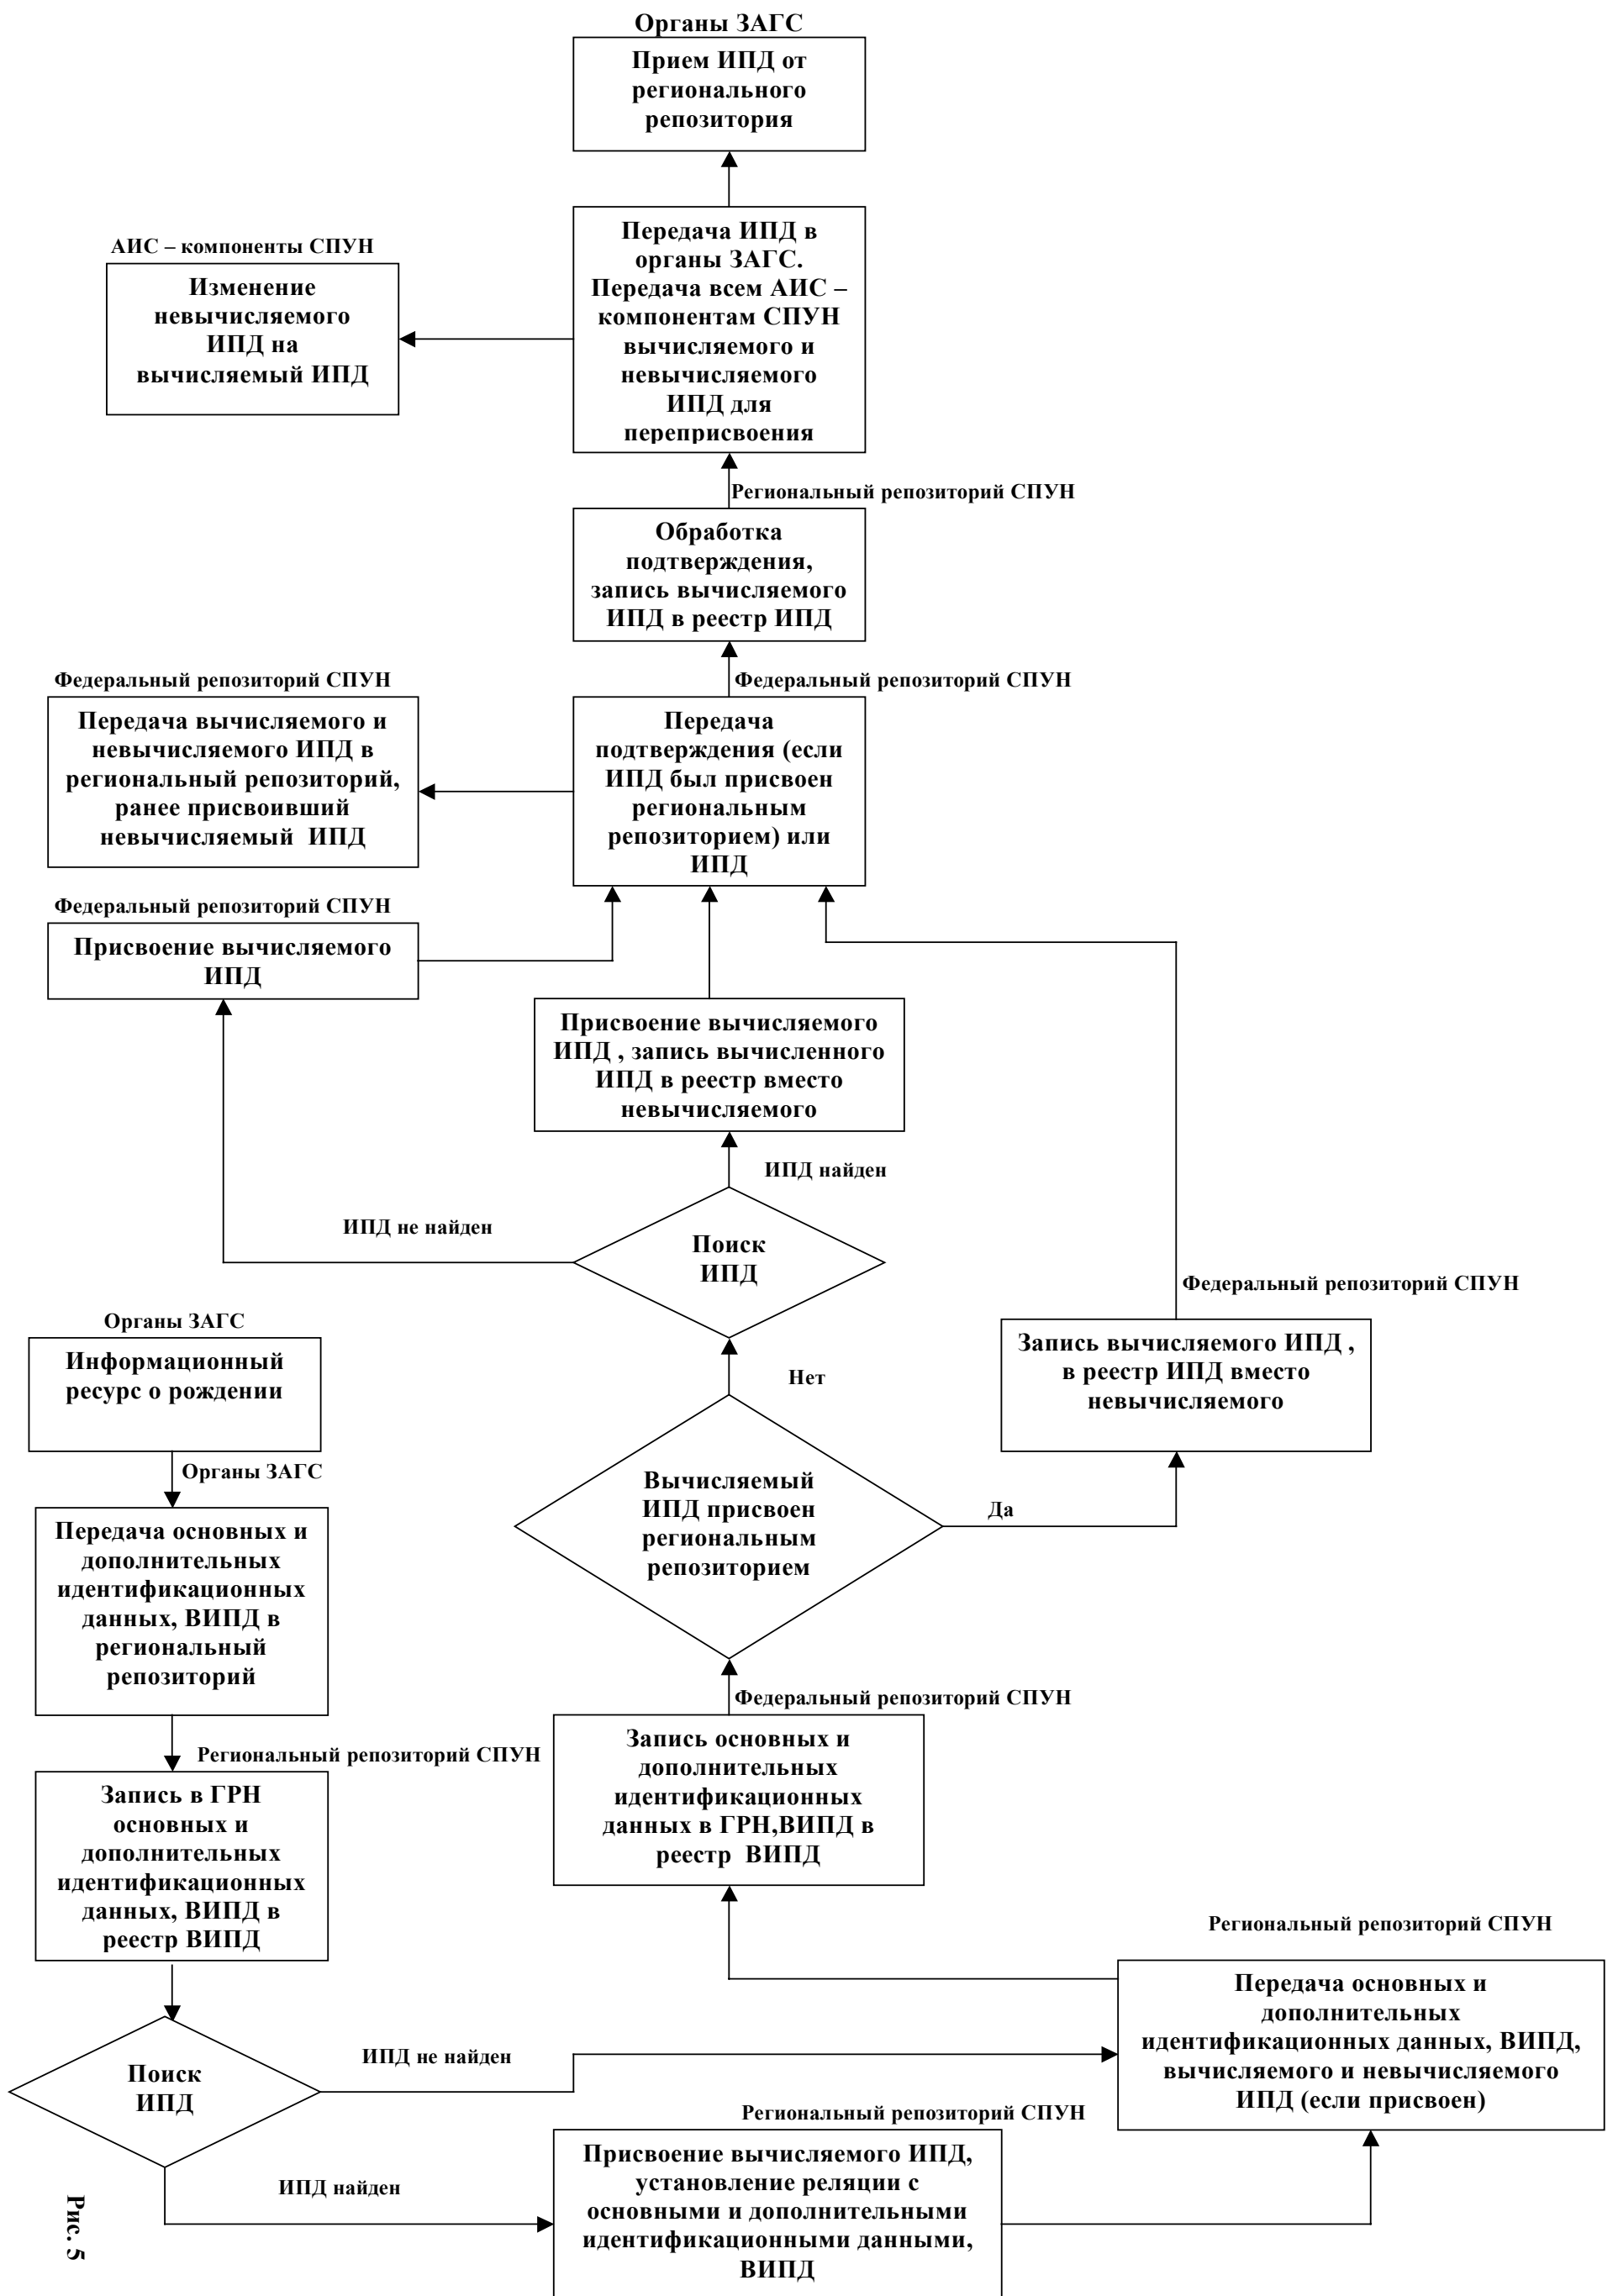 Органы ЗАГС
Прием ИПД от
регионального
репозитория
Передача ИПД в
органы ЗАГС.
Передача всем АИС –
компонентам СПУН
вычисляемого и
невычисляемого
ИПД для
переприсвоения
АИС – компоненты СПУН
Изменение
невычисляемого
ИПД на
вычисляемый ИПД
Региональный репозиторий СПУН
Обработка
подтверждения,
запись вычисляемого
ИПД в реестр ИПД
Федеральный репозиторий СПУН
Передача вычисляемого и
невычисляемого ИПД в
региональный репозиторий,
ранее присвоивший
невычисляемый ИПД
Федеральный репозиторий СПУН
Передача
подтверждения (если
ИПД был присвоен
региональным
репозиторием) или
ИПД
Федеральный репозиторий СПУН
Присвоение вычисляемого
ИПД
Присвоение вычисляемого
ИПД , запись вычисленного
ИПД в реестр вместо
невычисляемого
ИПД найден
ИПД не найден
Поиск
ИПД
Федеральный репозиторий СПУН
Запись вычисляемого ИПД ,
в реестр ИПД вместо
невычисляемого
Нет
Вычисляемый
ИПД присвоен
региональным
репозиторием
Да
Органы ЗАГС
Информационный
ресурс о рождении
Органы ЗАГС
Передача основных и
дополнительных
идентификационных
данных, ВИПД в
региональный
репозиторий
Региональный репозиторий СПУН
Запись в ГРН
основных и
дополнительных
идентификационных
данных, ВИПД в
реестр ВИПД
Федеральный репозиторий СПУН
Запись основных и
дополнительных
идентификационных
данных в ГРН,ВИПД в
реестр ВИПД
Региональный репозиторий СПУН
Передача основных и
дополнительных
идентификационных данных, ВИПД,
вычисляемого и невычисляемого
ИПД (если присвоен)
Поиск
ИПД
ИПД не найден
ИПД найден
Региональный репозиторий СПУН
Присвоение вычисляемого ИПД,
установление реляции с
основными и дополнительными
идентификационными данными,
ВИПД
Рис. 5